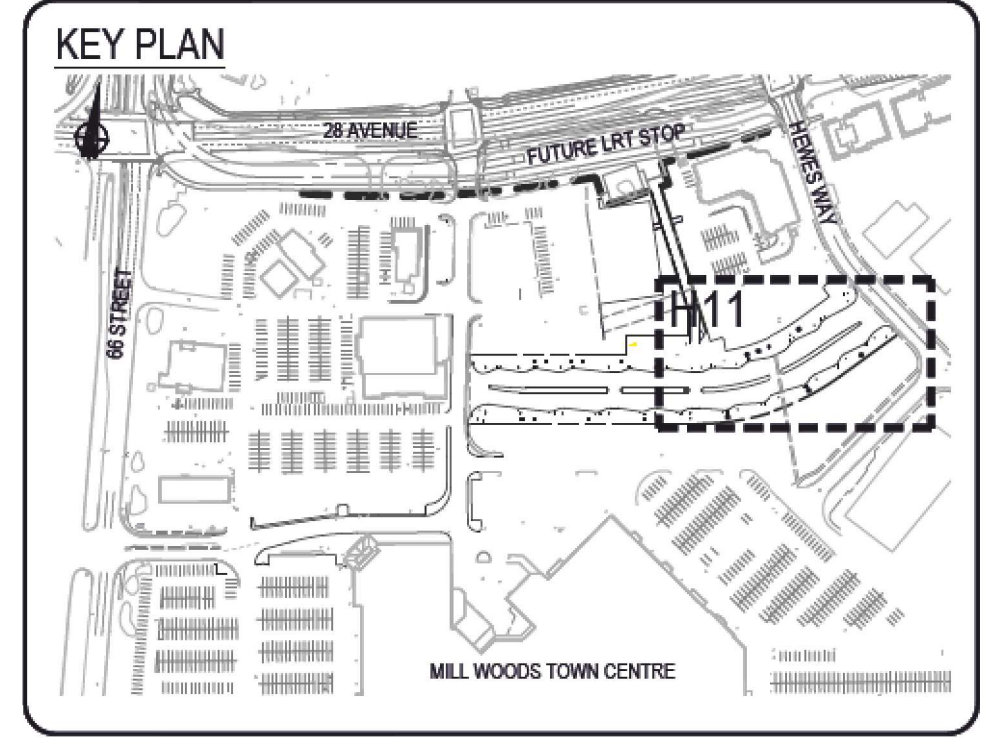 KEY PLAN
28 AVENUE
FUTURE LRT STOP
HEWES WAY
66 STREET
H11
MILL WOODS TOWN CENTRE